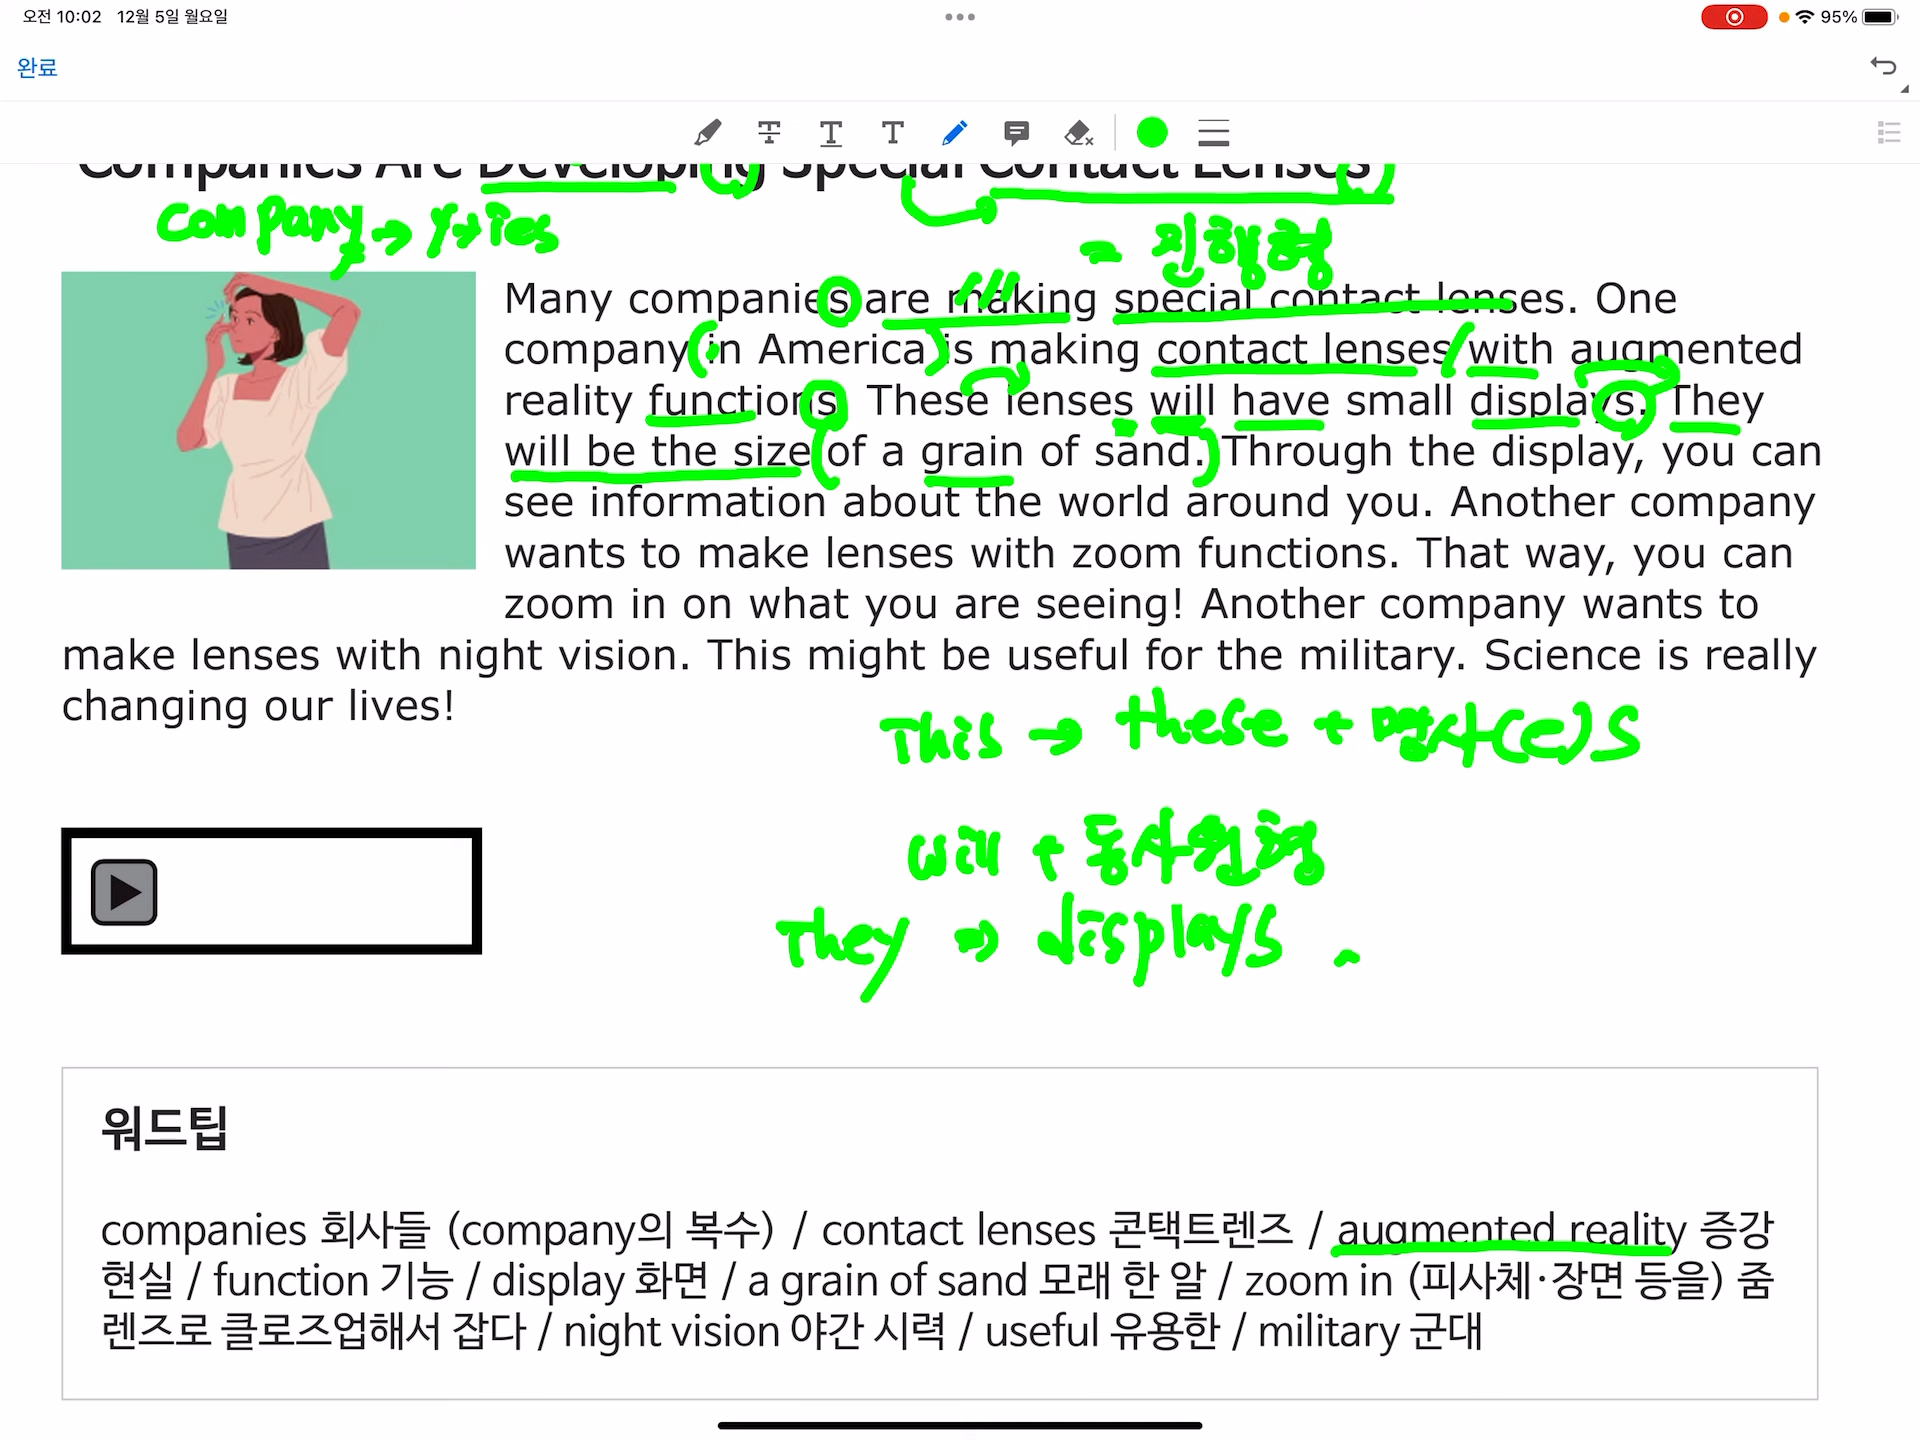 오전 10:02 12월 5일 월요일
95%
완료
Companies Are Developing Special Contact Lenses
company → y→ies
= 진행형
Many companies are making special contact lenses. One
company in America is making contact lenses with augmented
reality functions. These lenses will have small displays. They
will be the size of a grain of sand. Through the display, you can
see information about the world around you. Another company
wants to make lenses with zoom functions. That way, you can
zoom in on what you are seeing! Another company wants to
make lenses with night vision. This might be useful for the military. Science is really
changing our lives!
This → these + 명사(e)s
will + 동사원형
They → displays
워드팁
companies 회사들 (company의 복수) / contact lenses 콘택트렌즈 / augmented reality 증강
현실 / function 기능 / display 화면 / a grain of sand 모래 한 알 / zoom in (피사체·장면 등을) 줌
렌즈로 클로즈업해서 잡다 / night vision 야간 시력 / useful 유용한 / military 군대